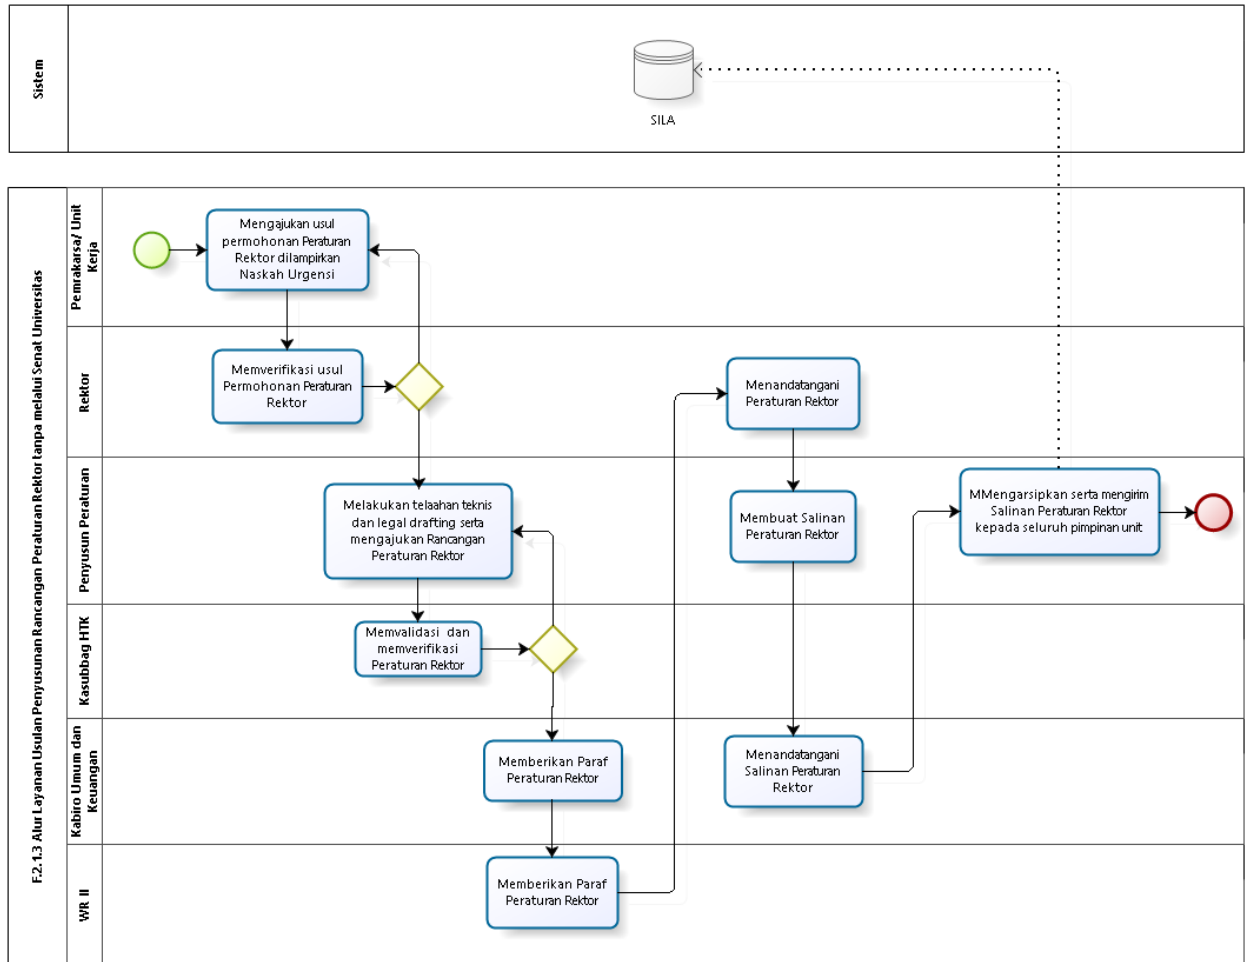 Sistem
SILA
F.2.1.3 Alur Layanan Usulan Penyusunan Rancangan Peraturan Rektor tanpa melalui Senat Universitas
Pemrakarsa/ Unit
Kerja
Mengajukan usul
permohonan Peraturan
Rektor dilampirkan
Naskah Urgensi
Rektor
Memverifikasi usul
Permohonan Peraturan
Rektor
Menandatangani
Peraturan Rektor
Penyusun Peraturan
Melakukan telaahan teknis
dan legal drafting serta
mengajukan Rancangan
Peraturan Rektor
Membuat Salinan
Peraturan Rektor
MMengarsipkan serta mengirim
Salinan Peraturan Rektor
kepada seluruh pimpinan unit
Kasubbag HTK
Memvalidasi dan
memverifikasi
Peraturan Rektor
Kabiro Umum dan
Keuangan
Memberikan Paraf
Peraturan Rektor
Menandatangani
Salinan Peraturan
Rektor
WR II
Memberikan Paraf
Peraturan Rektor